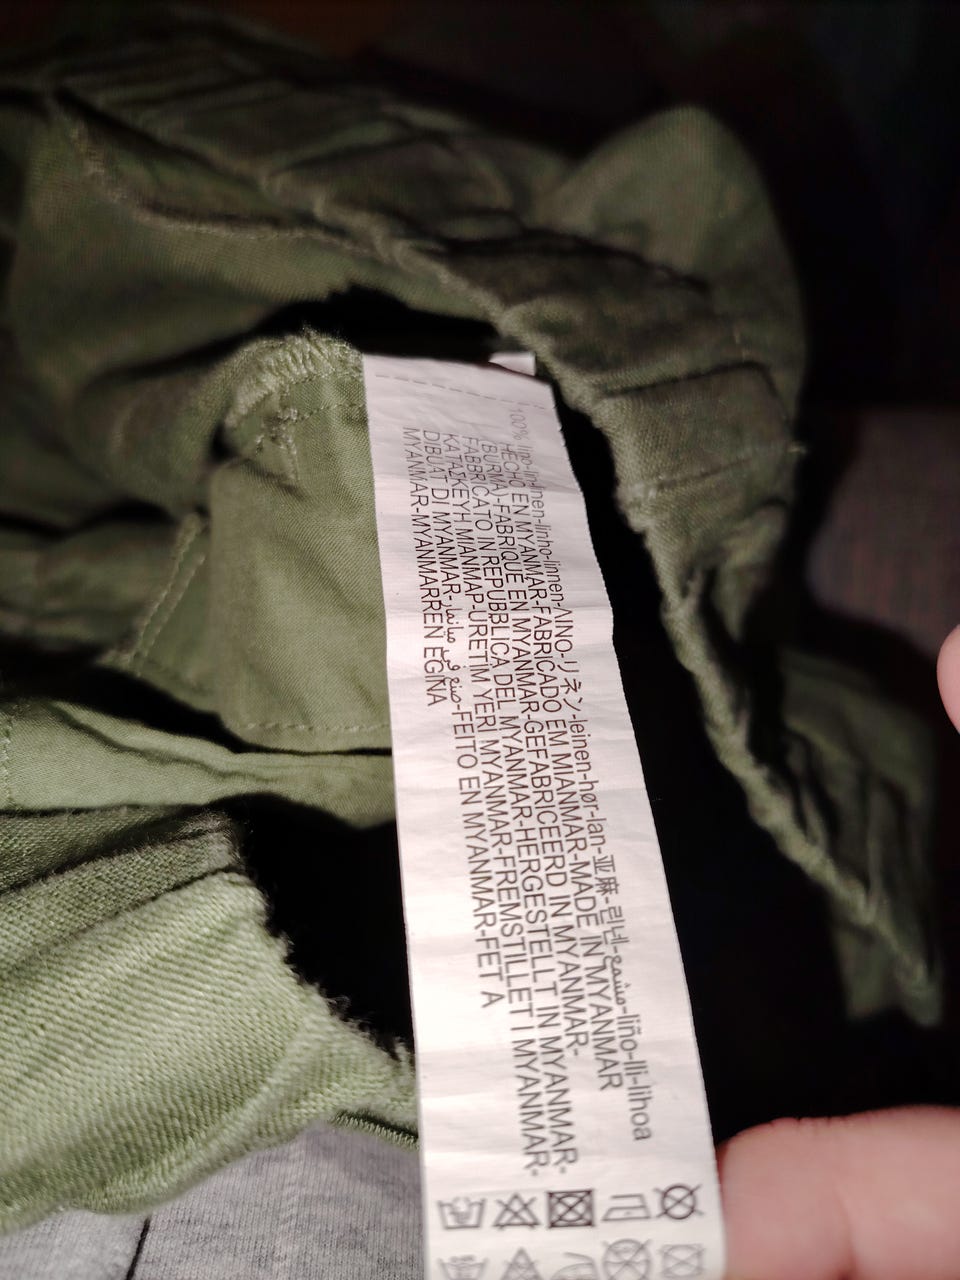 100% lino-lin-linen-linho-linnen-ΛΙΝΟ-リネン-leinen-hør-lan-亚麻-린넨-مشمع-liño-lli-lihoa
HECHO EN MYANMAR-FABRICADO EM MIANMAR-MADE IN MYANMAR
(BURMA)-FABRIQUE EN MYANMAR-GEFABRICEERD IN MYANMAR-
FABBRICATO IN REPUBBLICA DEL MYANMAR-HERGESTELLT IN MYANMAR-
ΚΑΤΑΣΚΕΥΗ ΜΙΑΝΜΑΡ-URETIM YERI MYANMAR-FREMSTILLET I MYANMAR-
DIBUAT DI MYANMAR-صنع في ميانمار-FEITO EN MYANMAR-FET A
MYANMAR-MYANMARREN EGINA